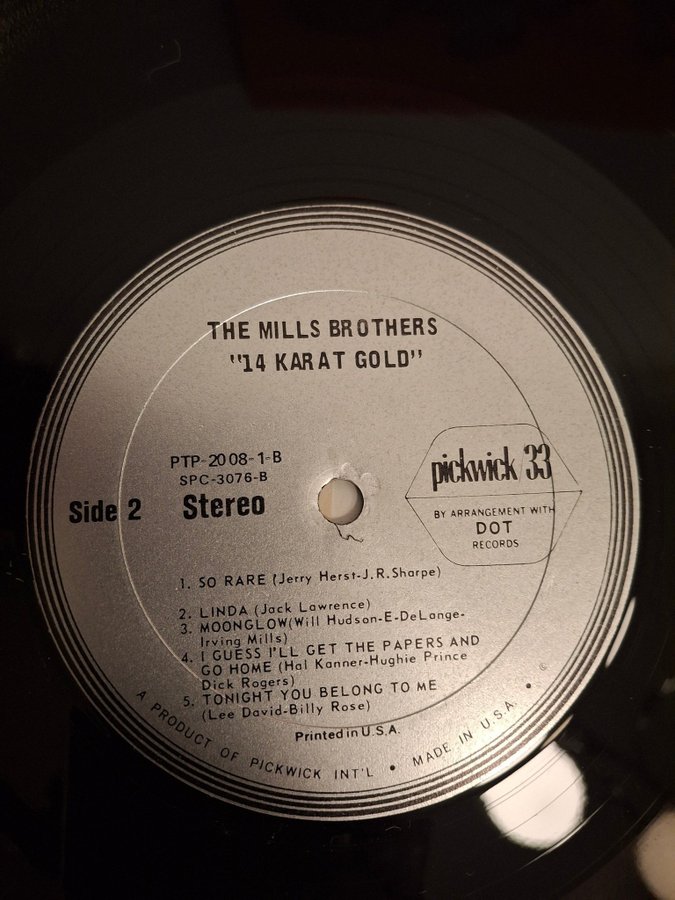 THE MILLS BROTHERS
"14 KARAT GOLD"
PTP-2008-1-B
SPC-3076-B
Side 2 Stereo
pickwick/33
BY ARRANGEMENT WITH
DOT
RECORDS
1. SO RARE (Jerry Herst-J.R.Sharpe)
2. LINDA (Jack Lawrence)
3. MOONGLOW(Will Hudson-E-DeLange-
Irving Mills)
4. I GUESS I'LL GET THE PAPERS AND
GO HOME (Hal Kanner-Hughie Prince
Dick Rogers)
5. TONIGHT YOU BELONG TO ME
(Lee David-Billy Rose)
Printed in U.S.A.
A PRODUCT OF PICKWICK INT'L • MADE IN U.S.A. • ©